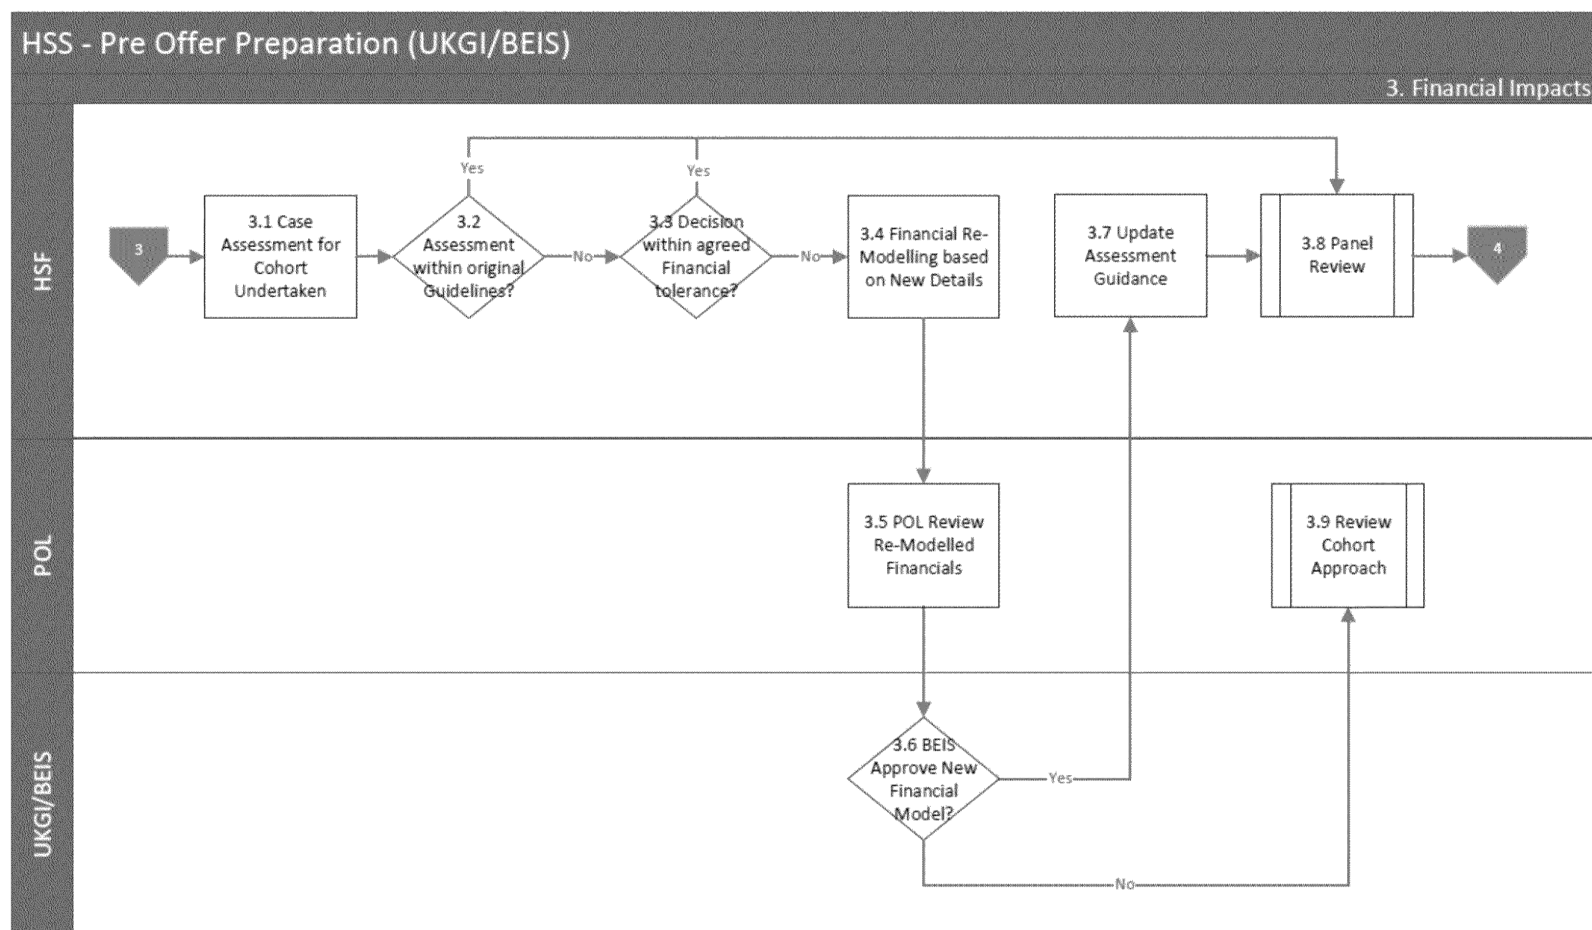 HSS - Pre Offer Preparation (UKGI/BEIS)
3. Financial Impacts
HSF
3
3.1 Case
Assessment for
Cohort
Undertaken
Yes
3.2
Assessment
within original
Guidelines?
No
Yes
3.3 Decision
within agreed
Financial
tolerance?
No
3.4 Financial Re-
Modelling based
on New Details
3.7 Update
Assessment
Guidance
3.8 Panel
Review
4
POL
3.5 POL Review
Re-Modelled
Financials
3.9 Review
Cohort
Approach
UKGI/BEIS
3.6 BEIS
Approve New
Financial
Model?
Yes
No